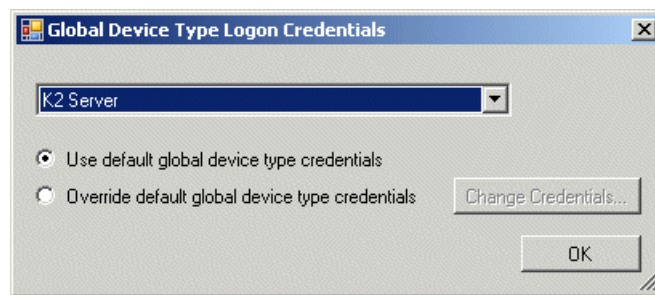 Global Device Type Logon Credentials
K2 Server
Use default global device type credentials
Override default global device type credentials Change Credentials...
OK